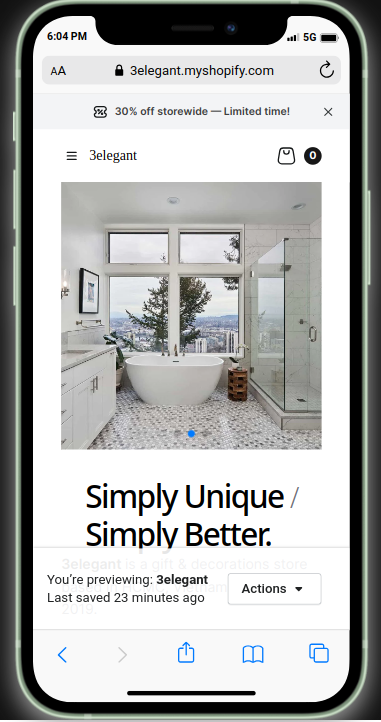 6:04 PM 5G
AA 3elegant.myshopify.com
30% off storewide — Limited time!
3elegant 0
Simply Unique /
Simply Better.
3elegant is a gift & decorations store
You're previewing: 3elegant
Last saved 23 minutes ago
Actions
2019.